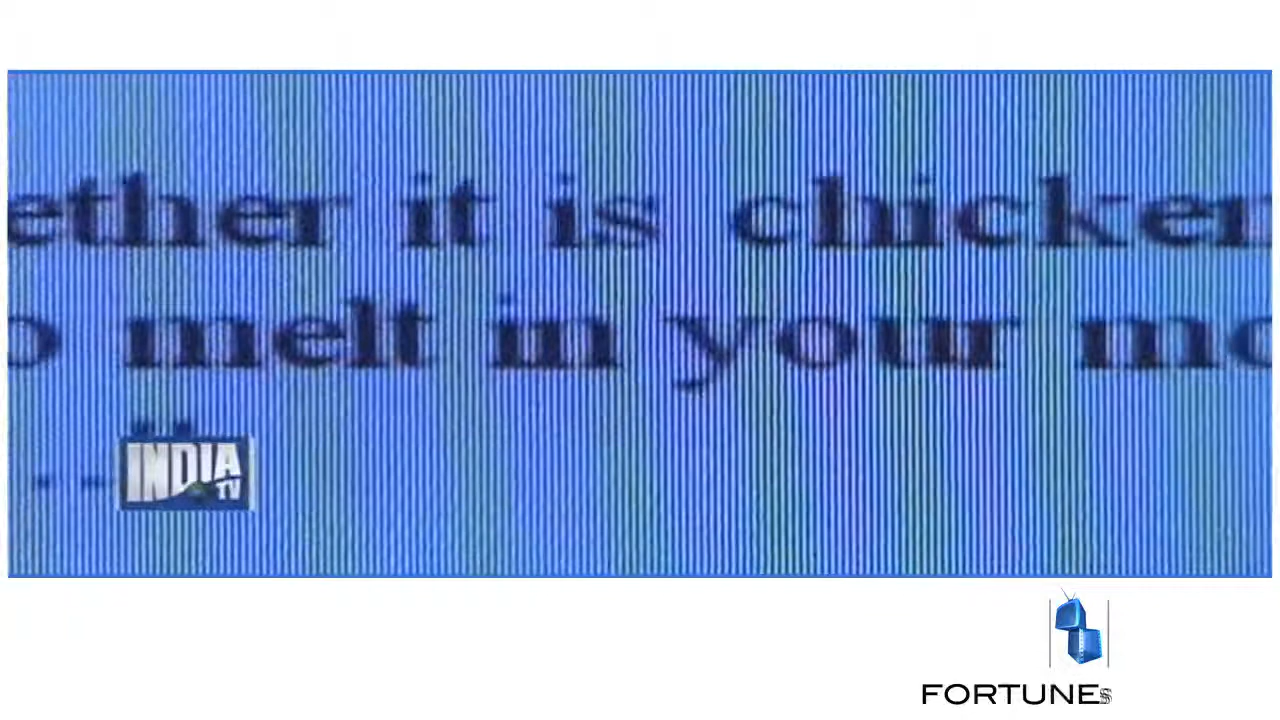 ether it is chicken
o melt in your mo
INDIA
TV
FORTUNES